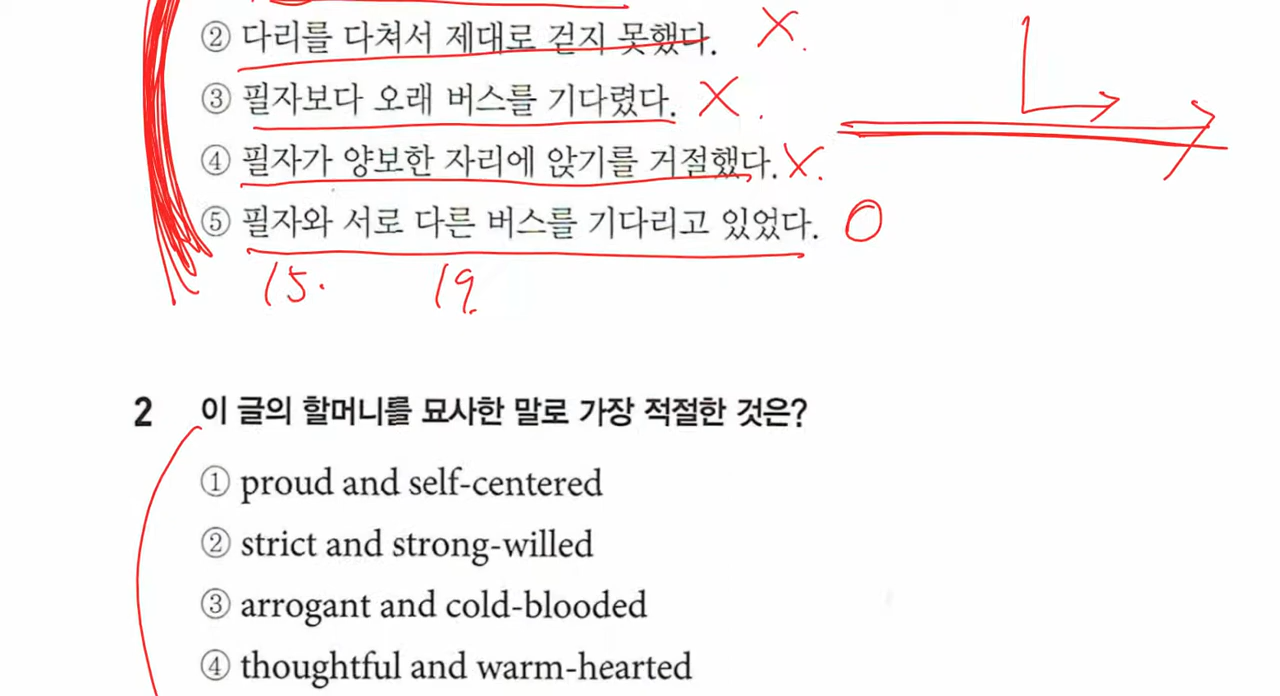 ② 다리를 다쳐서 제대로 걷지 못했다. X.
③ 필자보다 오래 버스를 기다렸다. X.
④ 필자가 양보한 자리에 앉기를 거절했다. X.
⑤ 필자와 서로 다른 버스를 기다리고 있었다. O
15. 19.
2 이 글의 할머니를 묘사한 말로 가장 적절한 것은?
① proud and self-centered
② strict and strong-willed
③ arrogant and cold-blooded
④ thoughtful and warm-hearted